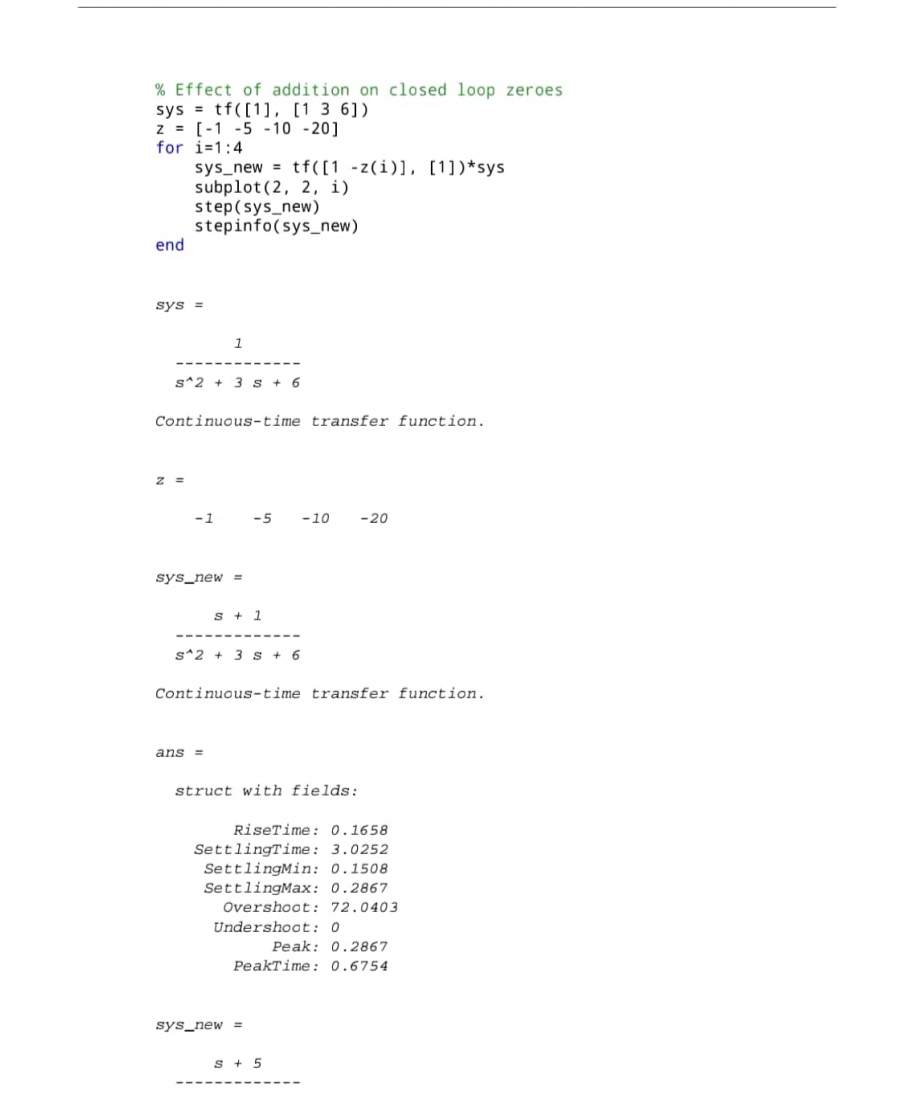 % Effect of addition on closed loop zeroes
sys = tf([1], [1 3 6])
z = [-1 -5 -10 -20]
for i=1:4
    sys_new = tf([1 -z(i)], [1])*sys
    subplot(2, 2, i)
    step(sys_new)
    stepinfo(sys_new)
end
sys =
1
-------------
s^2 + 3 s + 6
Continuous-time transfer function.
z =
-1 -5 -10 -20
sys_new =
s + 1
-------------
s^2 + 3 s + 6
Continuous-time transfer function.
ans =
struct with fields:
RiseTime: 0.1658
SettlingTime: 3.0252
SettlingMin: 0.1508
SettlingMax: 0.2867
Overshoot: 72.0403
Undershoot: 0
Peak: 0.2867
PeakTime: 0.6754
sys_new =
s + 5
-------------